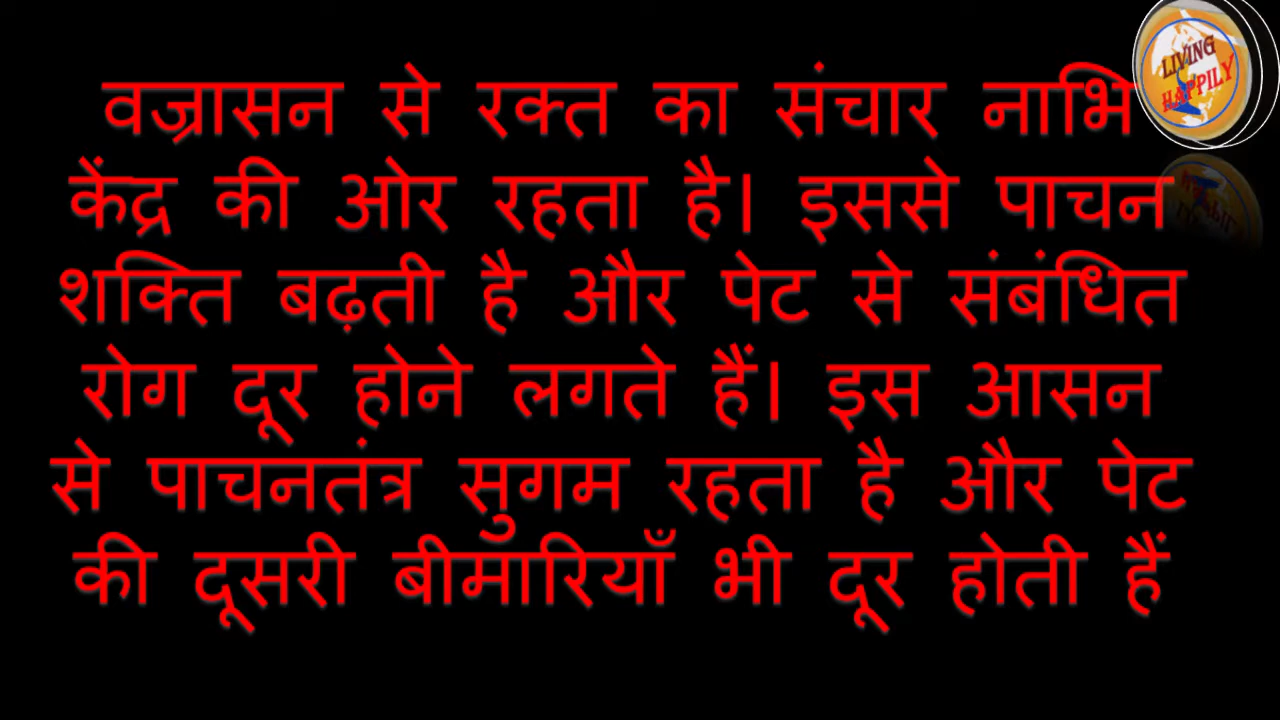 LIVING
HAPPILY
वज्रासन से रक्त का संचार नाभि
केंद्र की ओर रहता है। इससे पाचन
शक्ति बढ़ती है और पेट से संबंधित
रोग दूर होने लगते हैं। इस आसन
से पाचनतंत्र सुगम रहता है और पेट
की दूसरी बीमारियाँ भी दूर होती हैं